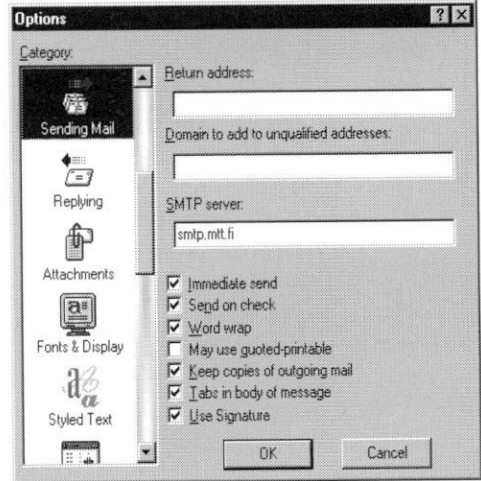 Options
Category:
Sending Mail
Replying
Attachments
Fonts & Display
Styled Text
Return address:
Domain to add to unqualified addresses:
SMTP server:
smtp.mtt.fi
Immediate send
Send on check
Word wrap
May use quoted-printable
Keep copies of outgoing mail
Tabs in body of message
Use Signature
OK
Cancel